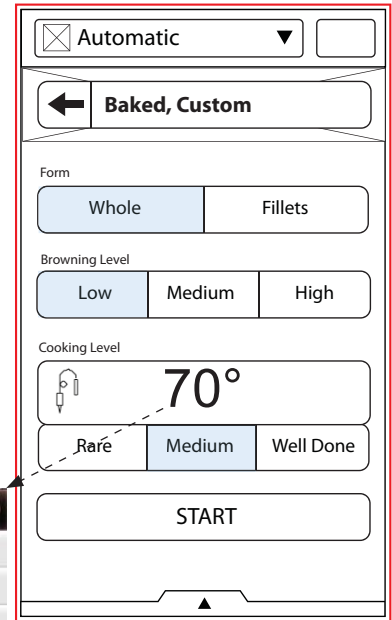 Automatic
Baked, Custom
Form
Whole Fillets
Browning Level
Low Medium High
Cooking Level
70°
Rare Medium Well Done
START